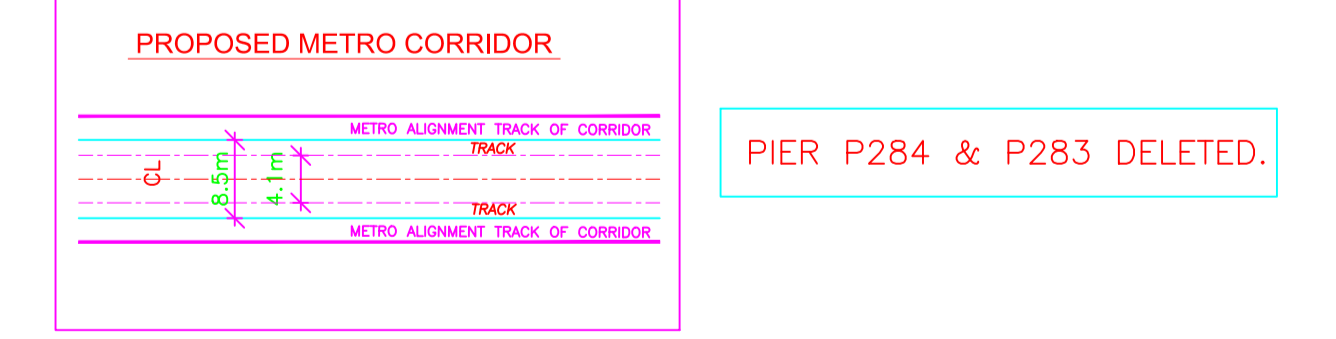 PROPOSED METRO CORRIDOR
METRO ALIGNMENT TRACK OF CORRIDOR
TRACK
CL
8.5m
4.1m
TRACK
METRO ALIGNMENT TRACK OF CORRIDOR
PIER P284 & P283 DELETED.